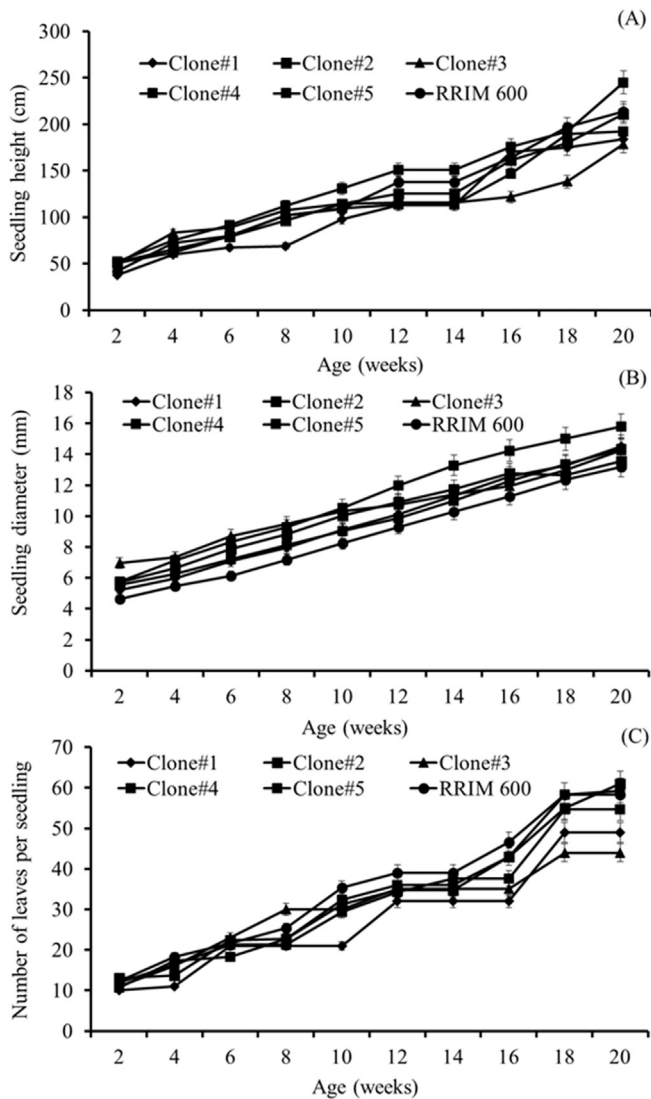 (A)
Clone#1 Clone#2 Clone#3
Clone#4 Clone#5 RRIM 600
Seedling height (cm)
300
250
200
150
100
50
0
2 4 6 8 10 12 14 16 18 20
Age (weeks)
(B)
Clone#1 Clone#2 Clone#3
Clone#4 Clone#5 RRIM 600
Seedling diameter (mm)
18
16
14
12
10
8
6
4
2
0
2 4 6 8 10 12 14 16 18 20
Age (weeks)
(C)
Clone#1 Clone#2 Clone#3
Clone#4 Clone#5 RRIM 600
Number of leaves per seedling
70
60
50
40
30
20
10
0
2 4 6 8 10 12 14 16 18 20
Age (weeks)